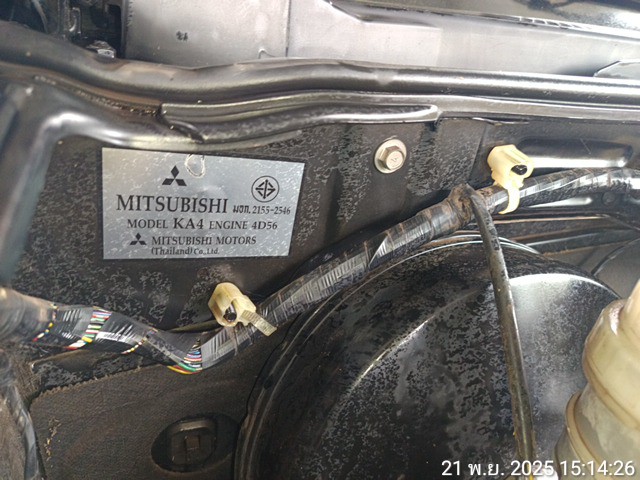 MITSUBISHI มอก. 2155-2546
MODEL KA4 ENGINE 4D56
MITSUBISHI MOTORS
(Thailand) Co., Ltd.
21 พ.ย. 2025 15:14:26